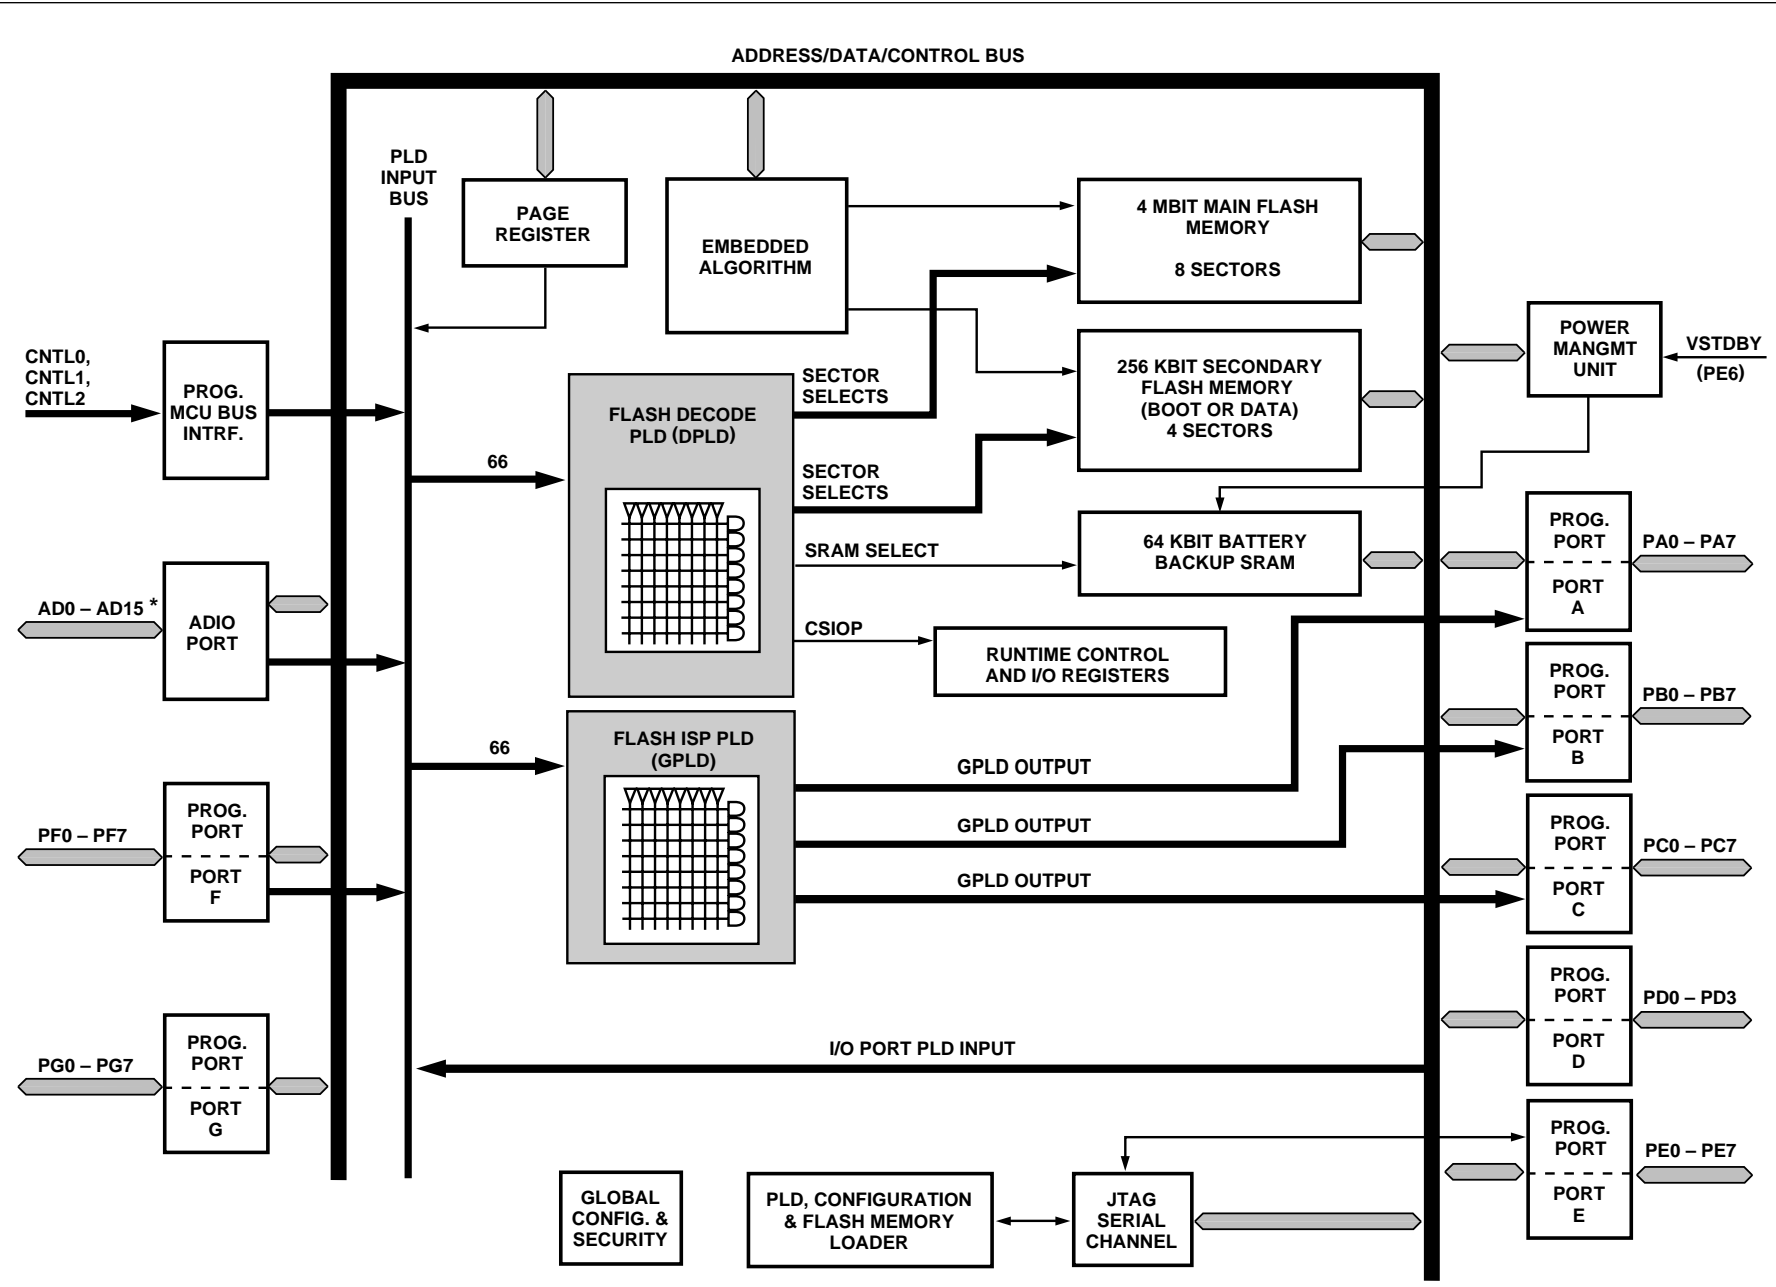 ADDRESS/DATA/CONTROL BUS
PLD
INPUT
BUS
PAGE
REGISTER
EMBEDDED
ALGORITHM
4 MBIT MAIN FLASH
MEMORY
8 SECTORS
POWER
MANGMT
UNIT
VSTDBY
(PE6)
CNTL0,
CNTL1,
CNTL2
PROG.
MCU BUS
INTRF.
256 KBIT SECONDARY
FLASH MEMORY
(BOOT OR DATA)
4 SECTORS
SECTOR
SELECTS
FLASH DECODE
PLD (DPLD)
66
SECTOR
SELECTS
SRAM SELECT
64 KBIT BATTERY
BACKUP SRAM
PROG.
PORT
PORT
A
PA0 – PA7
AD0 – AD15 *
ADIO
PORT
CSIOP
RUNTIME CONTROL
AND I/O REGISTERS
PROG.
PORT
PORT
B
PB0 – PB7
66
FLASH ISP PLD
(GPLD)
GPLD OUTPUT
GPLD OUTPUT
GPLD OUTPUT
PF0 – PF7
PROG.
PORT
PORT
F
PROG.
PORT
PORT
C
PC0 – PC7
PROG.
PORT
PORT
D
PD0 – PD3
I/O PORT PLD INPUT
PG0 – PG7
PROG.
PORT
PORT
G
PROG.
PORT
PORT
E
PE0 – PE7
GLOBAL
CONFIG. &
SECURITY
PLD, CONFIGURATION
& FLASH MEMORY
LOADER
JTAG
SERIAL
CHANNEL